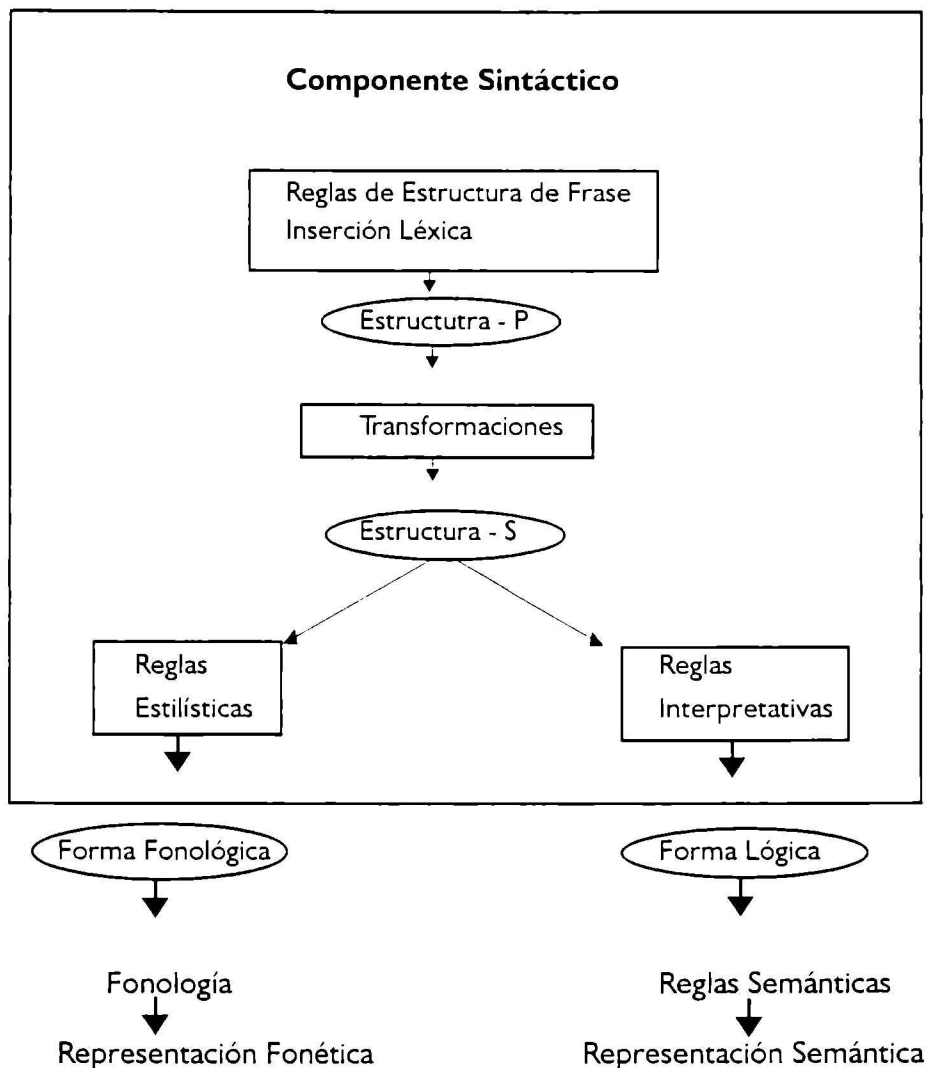 Componente Sintáctico
Reglas de Estructura de Frase
Inserción Léxica
Estructutra - P
Transformaciones
Estructura - S
Reglas
Estilísticas
Reglas
Interpretativas
Forma Fonológica
Forma Lógica
Fonología
Reglas Semánticas
Representación Fonética
Representación Semántica